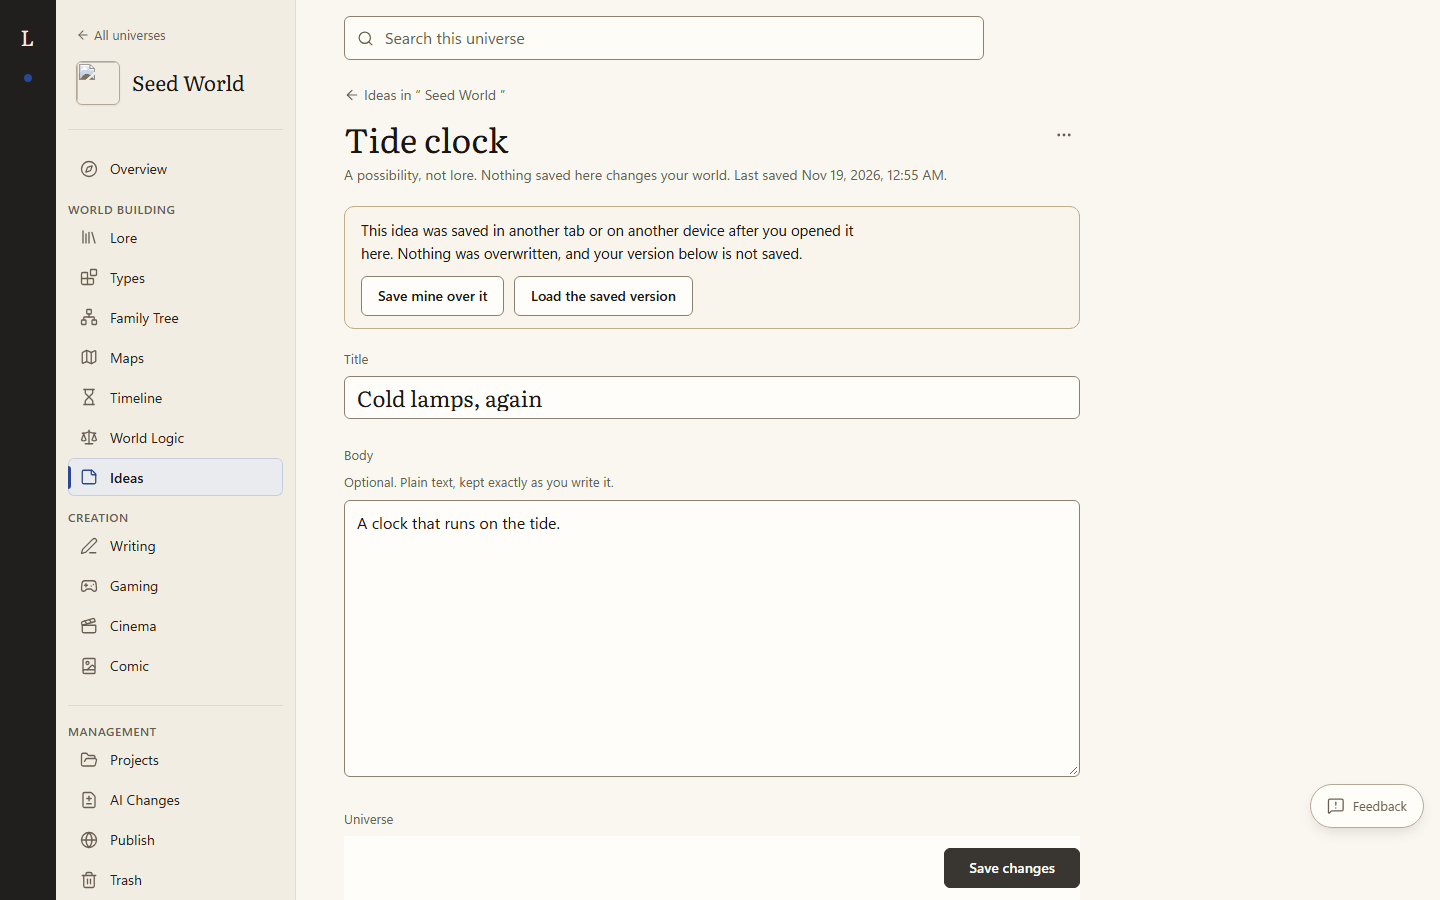 L
All universes
Seed World
Overview
WORLD BUILDING
Lore
Types
Family Tree
Maps
Timeline
World Logic
Ideas
CREATION
Writing
Gaming
Cinema
Comic
MANAGEMENT
Projects
AI Changes
Publish
Trash
Search this universe
Ideas in “ Seed World ”
Tide clock
A possibility, not lore. Nothing saved here changes your world. Last saved Nov 19, 2026, 12:55 AM.
This idea was saved in another tab or on another device after you opened it
here. Nothing was overwritten, and your version below is not saved.
Save mine over it
Load the saved version
Title
Cold lamps, again
Body
Optional. Plain text, kept exactly as you write it.
A clock that runs on the tide.
Universe
Save changes
Feedback